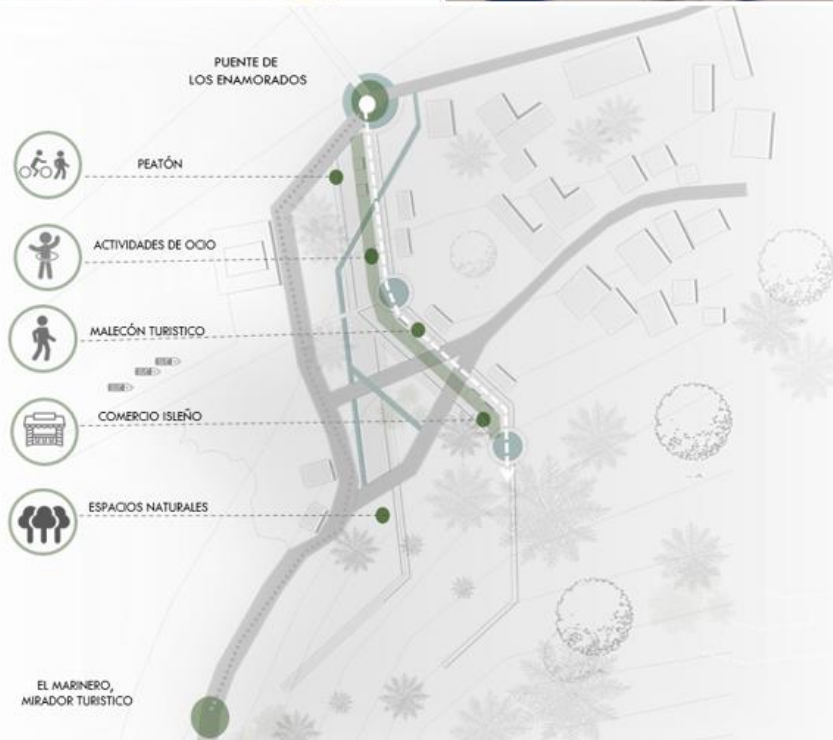 PUENTE DE
LOS ENAMORADOS
PEATÓN
ACTIVIDADES DE OCIO
MALECÓN TURISTICO
COMERCIO ISLEÑO
ESPACIOS NATURALES
EL MARINERO,
MIRADOR TURISTICO